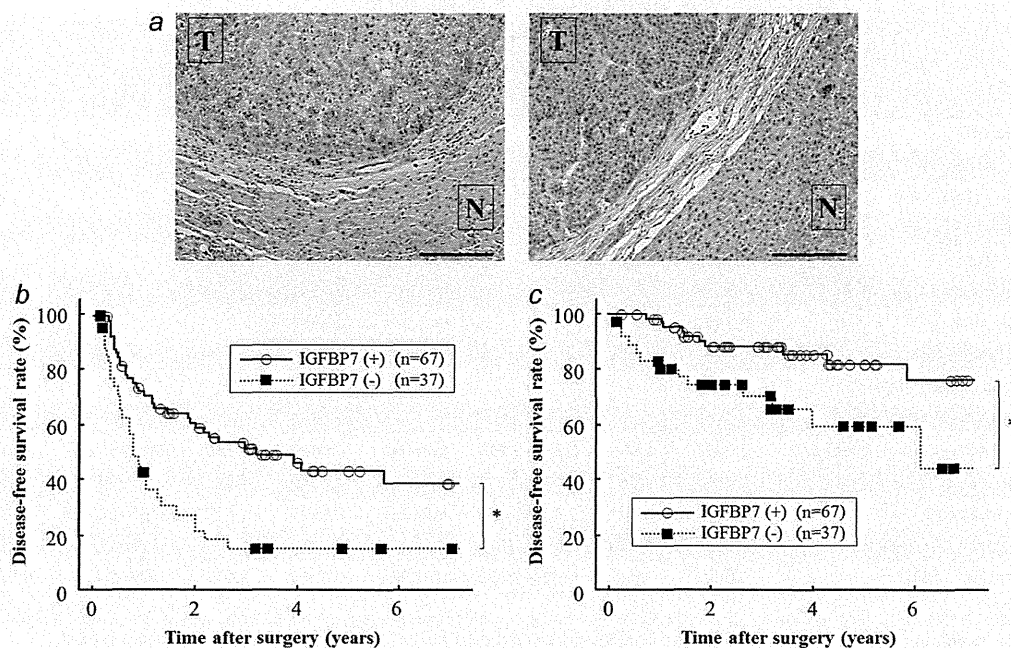 a
T
N
T
N
b
Disease-free survival rate (%)
100
80
60
40
20
0
IGFBP7 (+) (n=67)
IGFBP7 (-) (n=37)
*
0 2 4 6
Time after surgery (years)
c
Disease-free survival rate (%)
100
80
60
40
20
0
IGFBP7 (+) (n=67)
IGFBP7 (-) (n=37)
*
0 2 4 6
Time after surgery (years)